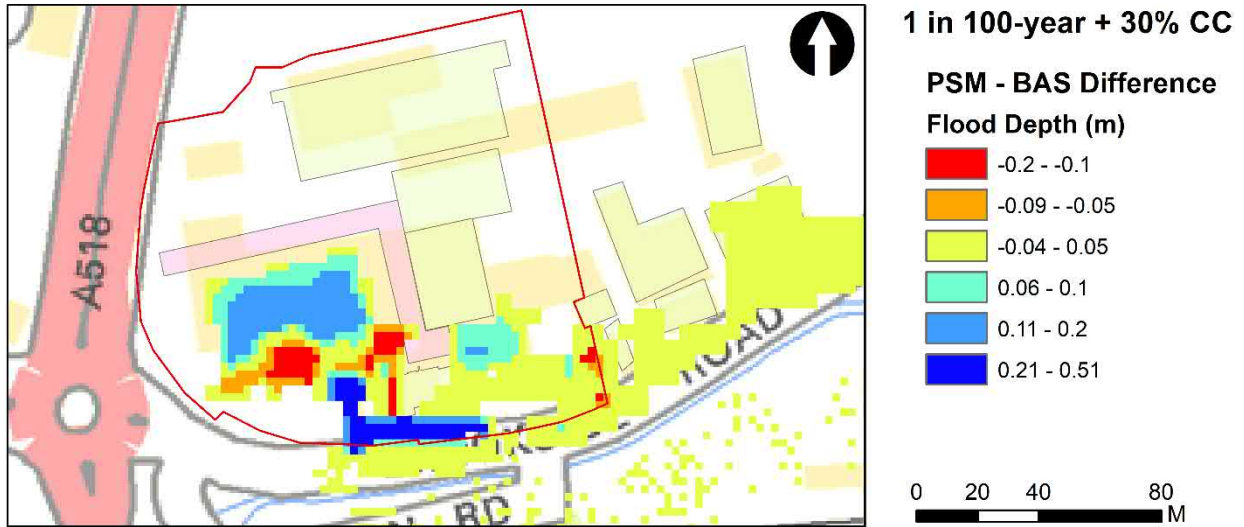 1 in 100-year + 30% CC
PSM - BAS Difference
Flood Depth (m)
-0.2 - -0.1
-0.09 - -0.05
-0.04 - 0.05
0.06 - 0.1
0.11 - 0.2
0.21 - 0.51
0 20 40 80
M
A518
ROAD
RD